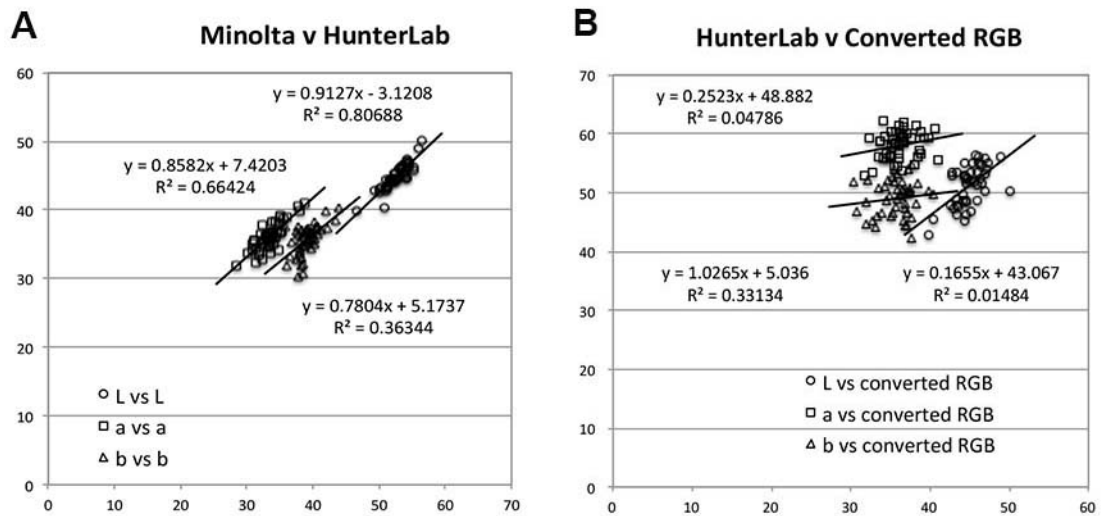 A
Minolta v HunterLab
60
50
40
30
20
10
0
0 10 20 30 40 50 60 70
y = 0.9127x - 3.1208
R² = 0.80688
y = 0.8582x + 7.4203
R² = 0.66424
y = 0.7804x + 5.1737
R² = 0.36344
L vs L
a vs a
b vs b
B
HunterLab v Converted RGB
70
60
50
40
30
20
10
0
0 10 20 30 40 50 60
y = 0.2523x + 48.882
R² = 0.04786
y = 1.0265x + 5.036
R² = 0.33134
y = 0.1655x + 43.067
R² = 0.01484
L vs converted RGB
a vs converted RGB
b vs converted RGB